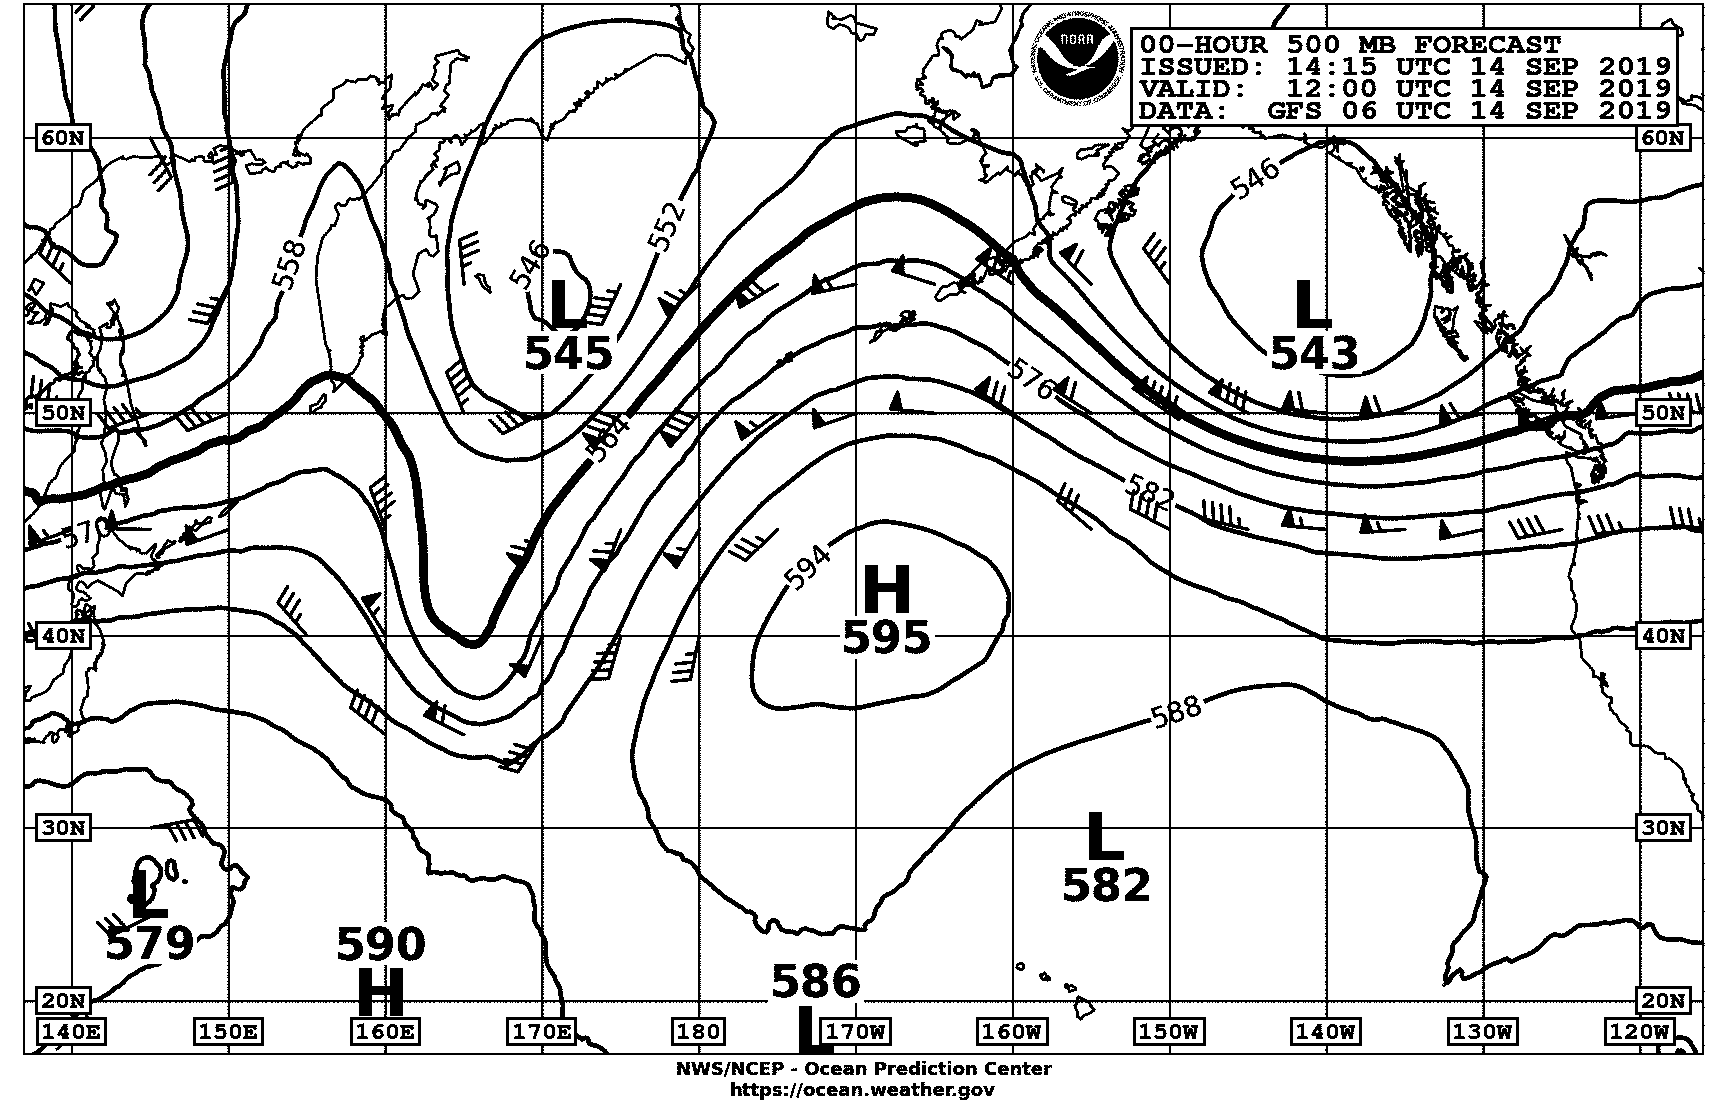 NOAA
00-HOUR 500 MB FORECAST
ISSUED: 14:15 UTC 14 SEP 2019
VALID: 12:00 UTC 14 SEP 2019
DATA: GFS 06 UTC 14 SEP 2019
60N
60N
546
552
558
546
L
545
L
543
576
50N
50N
564
582
57
594
H
595
40N
40N
588
30N
30N
L
582
L
579
590
H
586
L
20N
20N
140E 150E 160E 170E 180 170W 160W 150W 140W 130W 120W
NWS/NCEP - Ocean Prediction Center
https://ocean.weather.gov